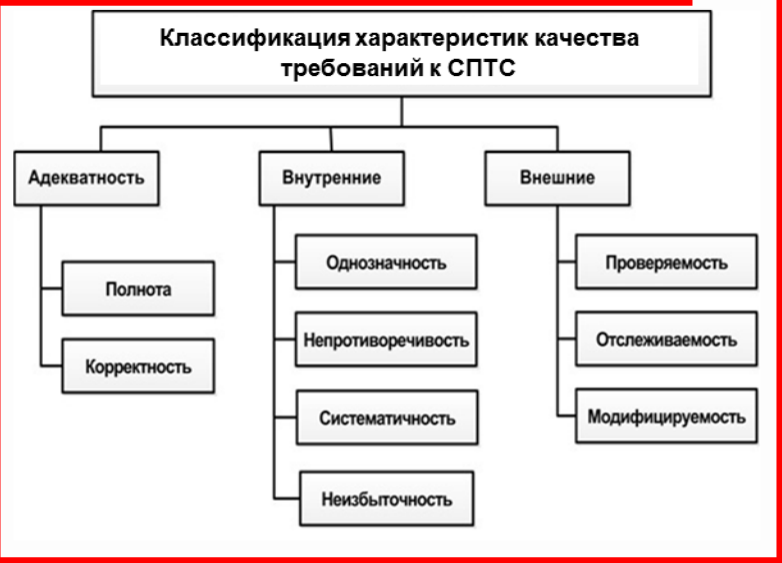 Классификация характеристик качества
требований к СПТС
Адекватность
Внутренние
Внешние
Полнота
Корректность
Однозначность
Непротиворечивость
Систематичность
Неизбыточность
Проверяемость
Отслеживаемость
Модифицируемость